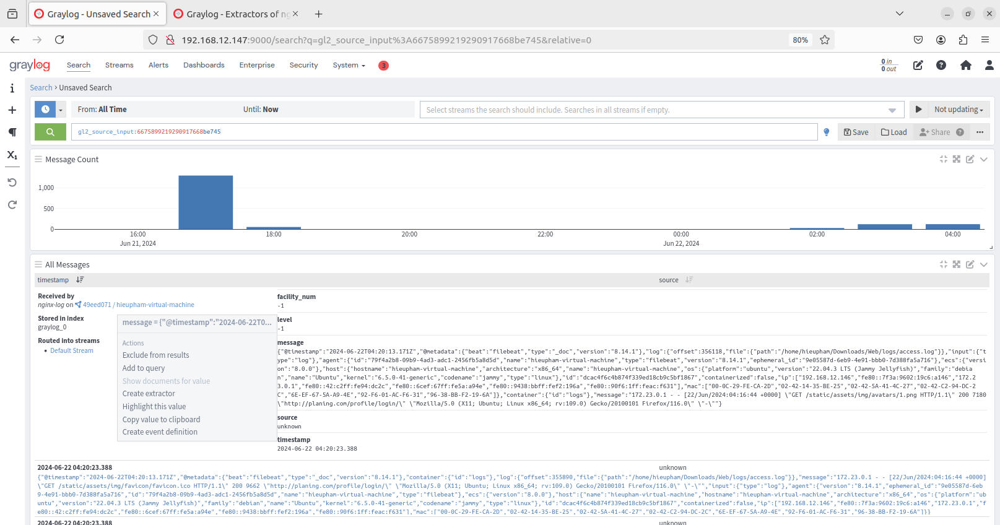 Graylog - Unsaved Search
Graylog - Extractors of ng
192.168.12.147:9000/search?q=gl2_source_input%3A6675899219290917668be745&relative=0
80%
graylog
Search
Streams
Alerts
Dashboards
Enterprise
Security
System
3
0 in
0 out
Search › Unsaved Search
From: All Time
Until: Now
Select streams the search should include. Searches in all streams if empty.
Not updating
gl2_source_input:6675899219290917668be745
Save
Load
Share
Message Count
1,000
500
0
16:00
18:00
20:00
22:00
00:00
02:00
04:00
Jun 21, 2024
Jun 22, 2024
All Messages
timestamp
source
Received by
nginx-log on 49eed071 / hieupham-virtual-machine
Stored in index
graylog_0
Routed into streams
• Default Stream
message = {"@timestamp":"2024-06-22T0...
Actions
Exclude from results
Add to query
Show documents for value
Create extractor
Highlight this value
Copy value to clipboard
Create event definition
facility_num
-1
level
-1
message
{"@timestamp":"2024-06-22T04:20:13.171Z","@metadata":{"beat":"filebeat","type":"_doc","version":"8.14.1"},"log":{"offset":356118,"file":{"path":"/home/hieupham/Downloads/Web/logs/access.log"}},"input":{"t
ype":"log"},"agent":{"id":"79f4a2b8-09b9-4ad3-adc1-2456fb5a8d5d","name":"hieupham-virtual-machine","type":"filebeat","version":"8.14.1","ephemeral_id":"9e05587d-6eb9-4e91-bbb0-7d388fa5a716"},"ecs":{"ver
sion":"8.0.0"},"host":{"hostname":"hieupham-virtual-machine","architecture":"x86_64","os":{"platform":"ubuntu","version":"22.04.3 LTS (Jammy Jellyfish)","family":"debia
n","name":"Ubuntu","kernel":"6.5.0-41-generic","codename":"jammy","type":"linux"},"id":"dcac4f6c4b874f339ed18cb9c5bf1867","containerized":false,"ip":["192.168.12.146","fe80::7f3a:9602:19c6:a146","172.2
3.0.1","fe80::42:c2ff:fe94:dc2c","fe80::6cef:67ff:fe5a:a94e","fe80::9438:bbff:fef2:196a","fe80::90f6:1ff:feac:f631"],"mac":["00-0C-29-FE-CA-2D","02-42-14-35-BE-25","02-42-5A-41-4C-27","02-42-C2-94-DC-2
C","6E-EF-67-5A-A9-4E","92-F6-01-AC-F6-31","96-38-BB-F2-19-6A"]},"container":{"id":"logs"},"message":"172.23.0.1 - - [22/Jun/2024:04:16:44 +0000] \"GET /static/assets/img/avatars/1.png HTTP/1.1\" 200 7180
\"http://planing.com/profile/login/\" \"Mozilla/5.0 (X11; Ubuntu; Linux x86_64; rv:109.0) Gecko/20100101 Firefox/116.0\" \"-\""}
source
unknown
timestamp
2024-06-22 04:20:23.388
2024-06-22 04:20:23.388
unknown
{"@timestamp":"2024-06-22T04:20:13.171Z","@metadata":{"beat":"filebeat","type":"_doc","version":"8.14.1"},"container":{"id":"logs"},"log":{"offset":355890,"file":{"path":"/home/hieupham/Downloads/Web/logs/access.log"}},"message":"172.23.0.1 - - [22/Jun/2024:04:16:44 +0000]
\"GET /static/assets/img/favicon/favicon.ico HTTP/1.1\" 200 9662 \"http://planing.com/profile/login/\" \"Mozilla/5.0 (X11; Ubuntu; Linux x86_64; rv:109.0) Gecko/20100101 Firefox/116.0\" \"-\"","input":{"type":"log"},"agent":{"version":"8.14.1","ephemeral_id":"9e05587d-6eb
9-4e91-bbb0-7d388fa5a716","id":"79f4a2b8-09b9-4ad3-adc1-2456fb5a8d5d","name":"hieupham-virtual-machine","type":"filebeat"},"ecs":{"version":"8.0.0"},"host":{"name":"hieupham-virtual-machine","hostname":"hieupham-virtual-machine","architecture":"x86_64","os":{"platform":"ub
untu","version":"22.04.3 LTS (Jammy Jellyfish)","family":"debian","name":"Ubuntu","kernel":"6.5.0-41-generic","codename":"jammy","type":"linux"},"id":"dcac4f6c4b874f339ed18cb9c5bf1867","containerized":false,"ip":["192.168.12.146","fe80::7f3a:9602:19c6:a146","172.23.0.1","f
e80::42:c2ff:fe94:dc2c","fe80::6cef:67ff:fe5a:a94e","fe80::9438:bbff:fef2:196a","fe80::90f6:1ff:feac:f631"],"mac":["00-0C-29-FE-CA-2D","02-42-14-35-BE-25","02-42-5A-41-4C-27","02-42-C2-94-DC-2C","6E-EF-67-5A-A9-4E","92-F6-01-AC-F6-31","96-38-BB-F2-19-6A"]}}
2024-06-22 04:20:23.388
unknown